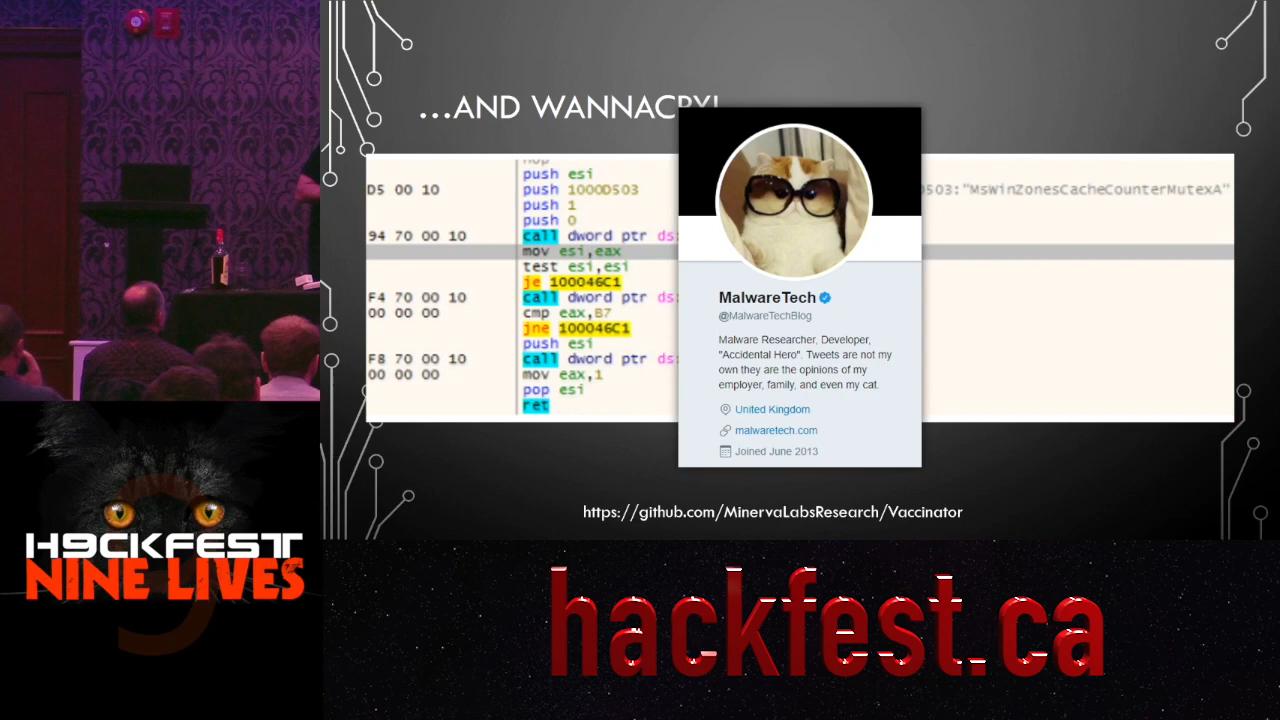 ...AND WANNACRY!
push esi
D5 00 10 push 1000D503 D503:"MsWinZonesCacheCounterMutexA"
push 1
push 0
94 70 00 10 call dword ptr ds:
mov esi,eax
test esi,esi
je 100046C1
F4 70 00 10 call dword ptr ds:
00 00 00 cmp eax,B7
jne 100046C1
push esi
F8 70 00 10 call dword ptr ds:
00 00 00 mov eax,1
pop esi
ret
MalwareTech
@MalwareTechBlog
Malware Researcher, Developer,
"Accidental Hero". Tweets are not my
own they are the opinions of my
employer, family, and even my cat.
United Kingdom
malwaretech.com
Joined June 2013
https://github.com/MinervaLabsResearch/Vaccinator
H9CKFEST
NINE LIVES
hackfest.ca